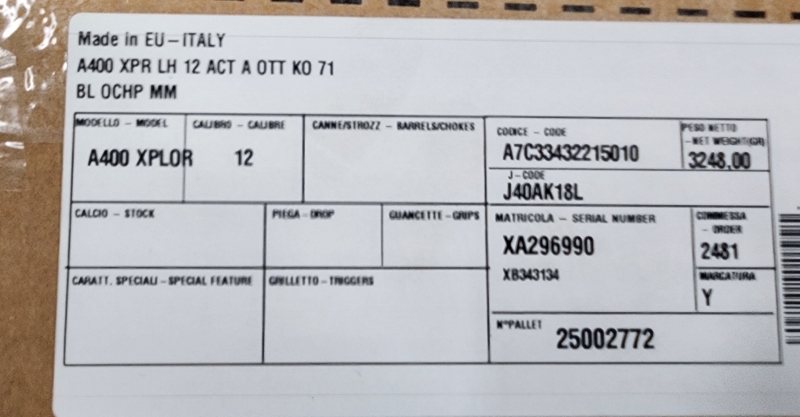 Made in EU-ITALY
A400 XPR LH 12 ACT A OTT KO 71
BL OCHP MM
MODELLO - MODEL
A400 XPLOR
CALIBRO - CALIBRE
12
CANNE/STROZZ - BARRELS/CHOKES
CODICE - CODE
A7C33432215010
PESO NETTO
-NET WEIGHT(GR)
3248,00
J-CODE
J40AK18L
CALCIO - STOCK
PIEGA - DROP
GUANCETTE - GRIPS
MATRICOLA - SERIAL NUMBER
XA296990
XB343134
COMMESSA
- ORDER
2481
CARATT. SPECIALI - SPECIAL FEATURE
GRILLETTO - TRIGGERS
MARCATURA
Y
N°PALLET
25002772